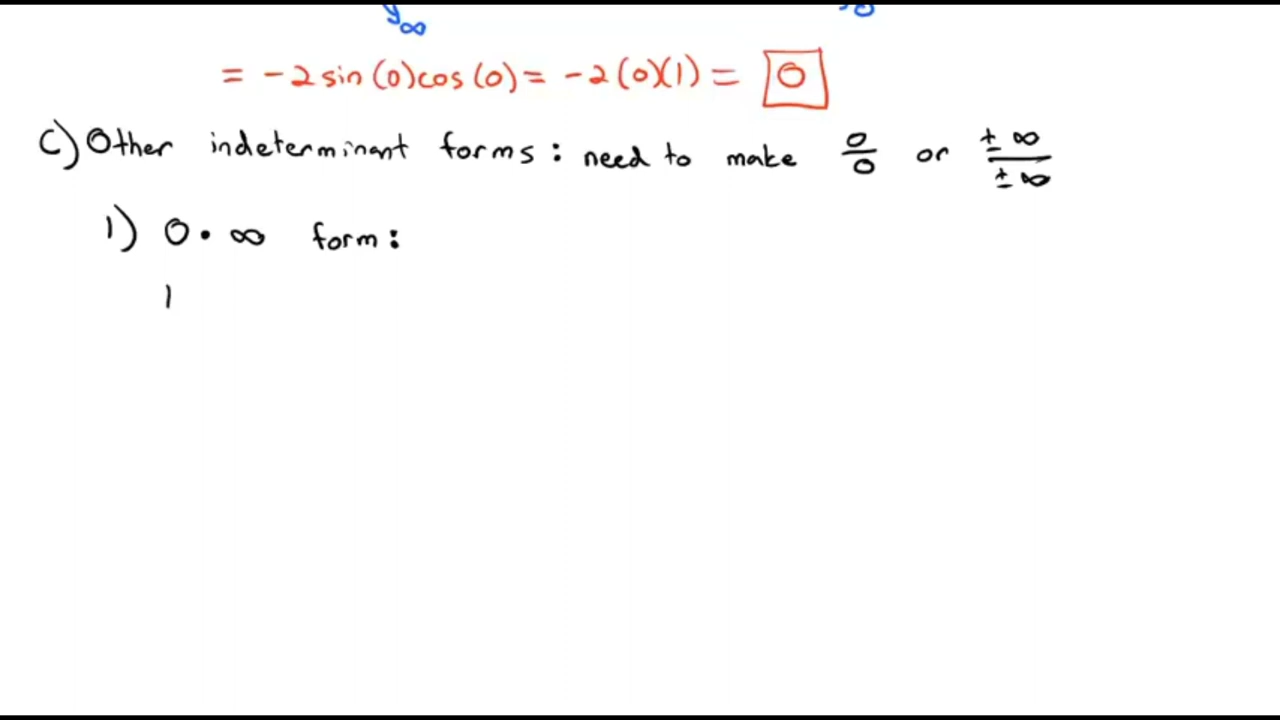 ∞ 0
= -2 sin (0) cos (0) = -2 (0)(1) = 0
C) Other indeterminant forms: need to make 0/0 or ± ∞/± ∞
1) 0 • ∞ form:
l